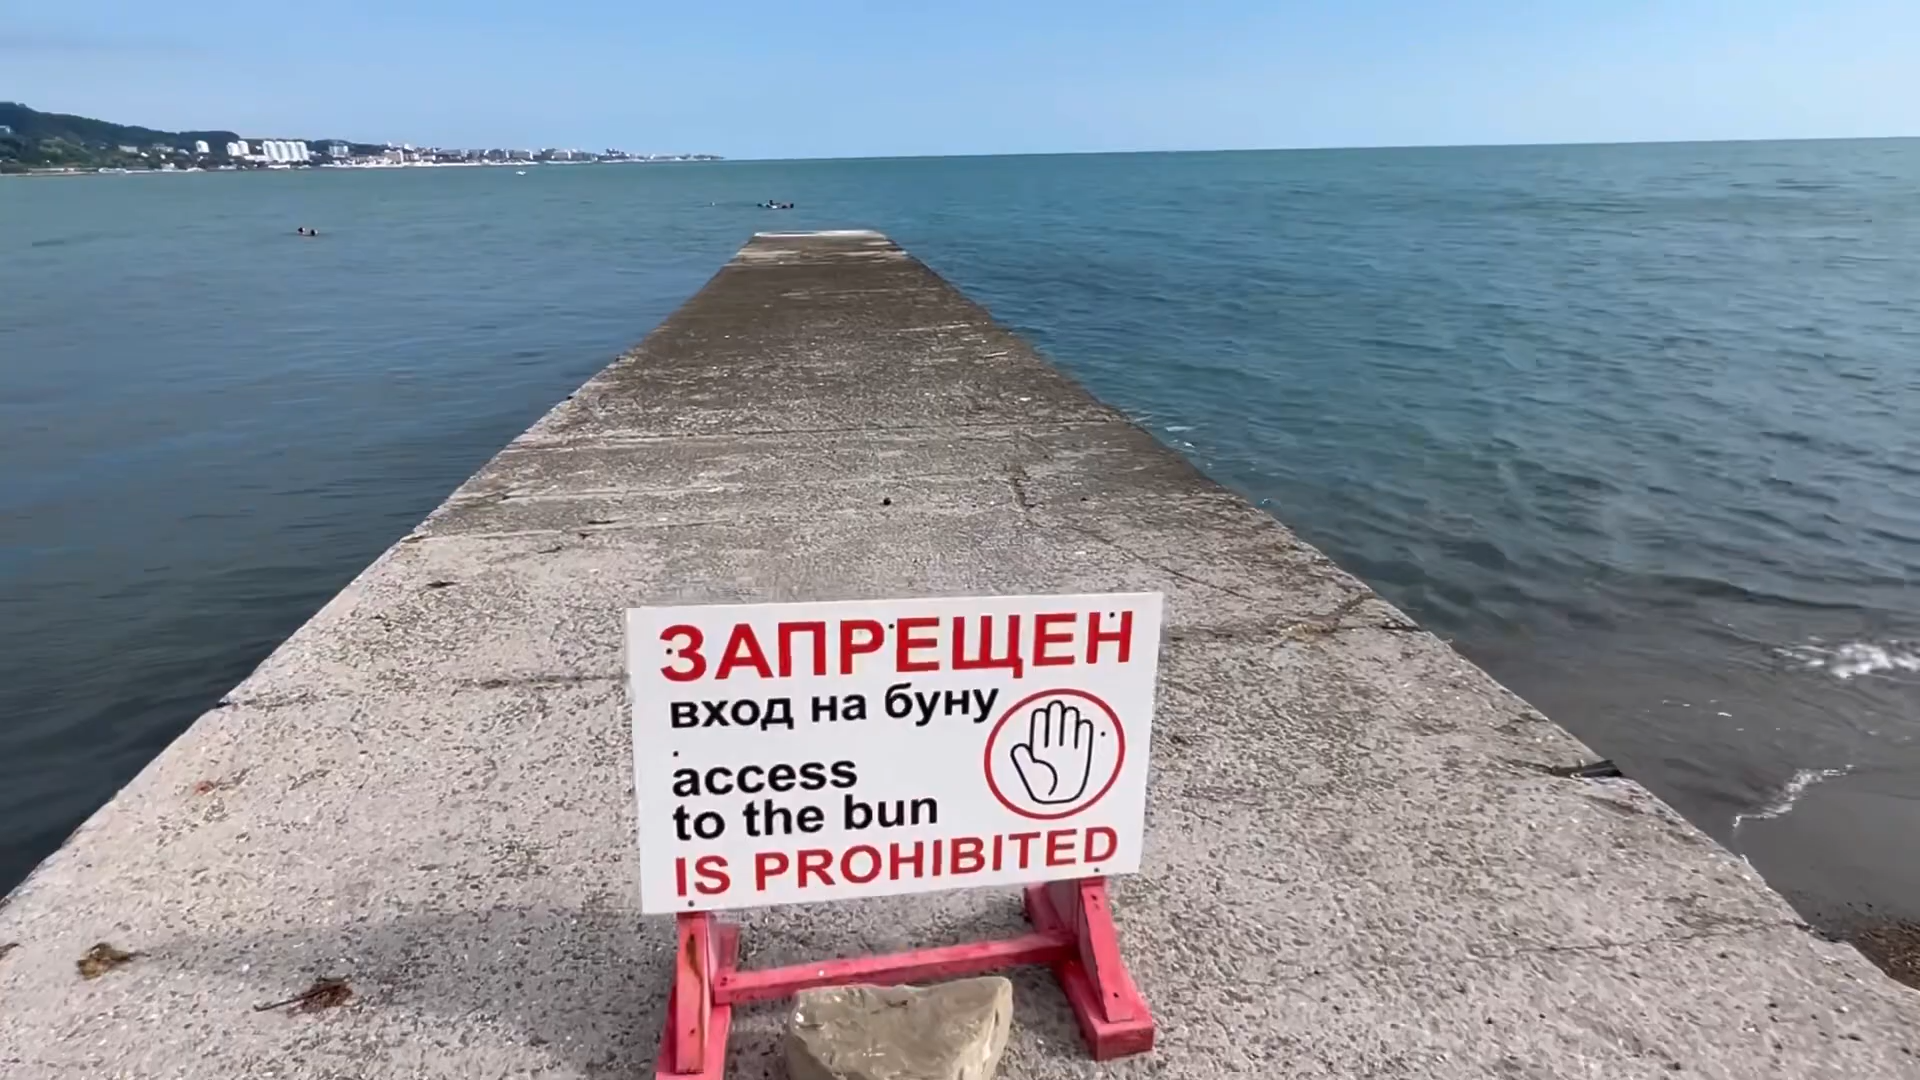 ЗАПРЕЩЕН
вход на буну
access
to the bun
IS PROHIBITED